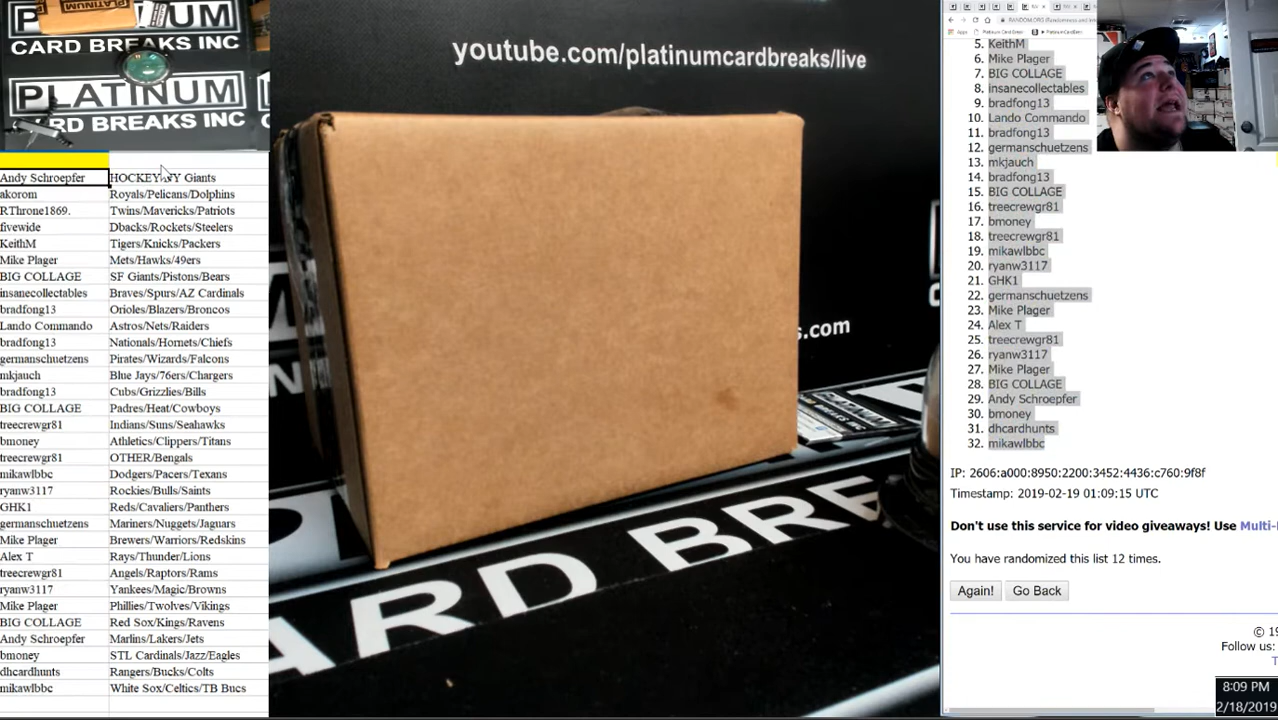 PLATINUM
CARD BREAKS INC
PLATINUM
CARD BREAKS INC
Andy Schroepfer HOCKEY/NY Giants
akorom Royals/Pelicans/Dolphins
RThrone1869. Twins/Mavericks/Patriots
fivewide Dbacks/Rockets/Steelers
KeithM Tigers/Knicks/Packers
Mike Plager Mets/Hawks/49ers
BIG COLLAGE SF Giants/Pistons/Bears
insanecollectables Braves/Spurs/AZ Cardinals
bradfong13 Orioles/Blazers/Broncos
Lando Commando Astros/Nets/Raiders
bradfong13 Nationals/Hornets/Chiefs
germanschuetzens Pirates/Wizards/Falcons
mkjauch Blue Jays/76ers/Chargers
bradfong13 Cubs/Grizzlies/Bills
BIG COLLAGE Padres/Heat/Cowboys
treecrewgr81 Indians/Suns/Seahawks
bmoney Athletics/Clippers/Titans
treecrewgr81 OTHER/Bengals
mikawlbbc Dodgers/Pacers/Texans
ryanw3117 Rockies/Bulls/Saints
GHK1 Reds/Cavaliers/Panthers
germanschuetzens Mariners/Nuggets/Jaguars
Mike Plager Brewers/Warriors/Redskins
Alex T Rays/Thunder/Lions
treecrewgr81 Angels/Raptors/Rams
ryanw3117 Yankees/Magic/Browns
Mike Plager Phillies/Twolves/Vikings
BIG COLLAGE Red Sox/Kings/Ravens
Andy Schroepfer Marlins/Lakers/Jets
bmoney STL Cardinals/Jazz/Eagles
dhcardhunts Rangers/Bucks/Colts
mikawlbbc White Sox/Celtics/TB Bucs
youtube.com/platinumcardbreaks/live
s.com
CARD BRE
5. KeithM
6. Mike Plager
7. BIG COLLAGE
8. insanecollectables
9. bradfong13
10. Lando Commando
11. bradfong13
12. germanschuetzens
13. mkjauch
14. bradfong13
15. BIG COLLAGE
16. treecrewgr81
17. bmoney
18. treecrewgr81
19. mikawlbbc
20. ryanw3117
21. GHK1
22. germanschuetzens
23. Mike Plager
24. Alex T
25. treecrewgr81
26. ryanw3117
27. Mike Plager
28. BIG COLLAGE
29. Andy Schroepfer
30. bmoney
31. dhcardhunts
32. mikawlbbc
IP: 2606:a000:8950:2200:3452:4436:c760:9f8f
Timestamp: 2019-02-19 01:09:15 UTC
Don't use this service for video giveaways! Use Multi-
You have randomized this list 12 times.
Again! Go Back
© 19
Follow us:
8:09 PM
2/18/2019